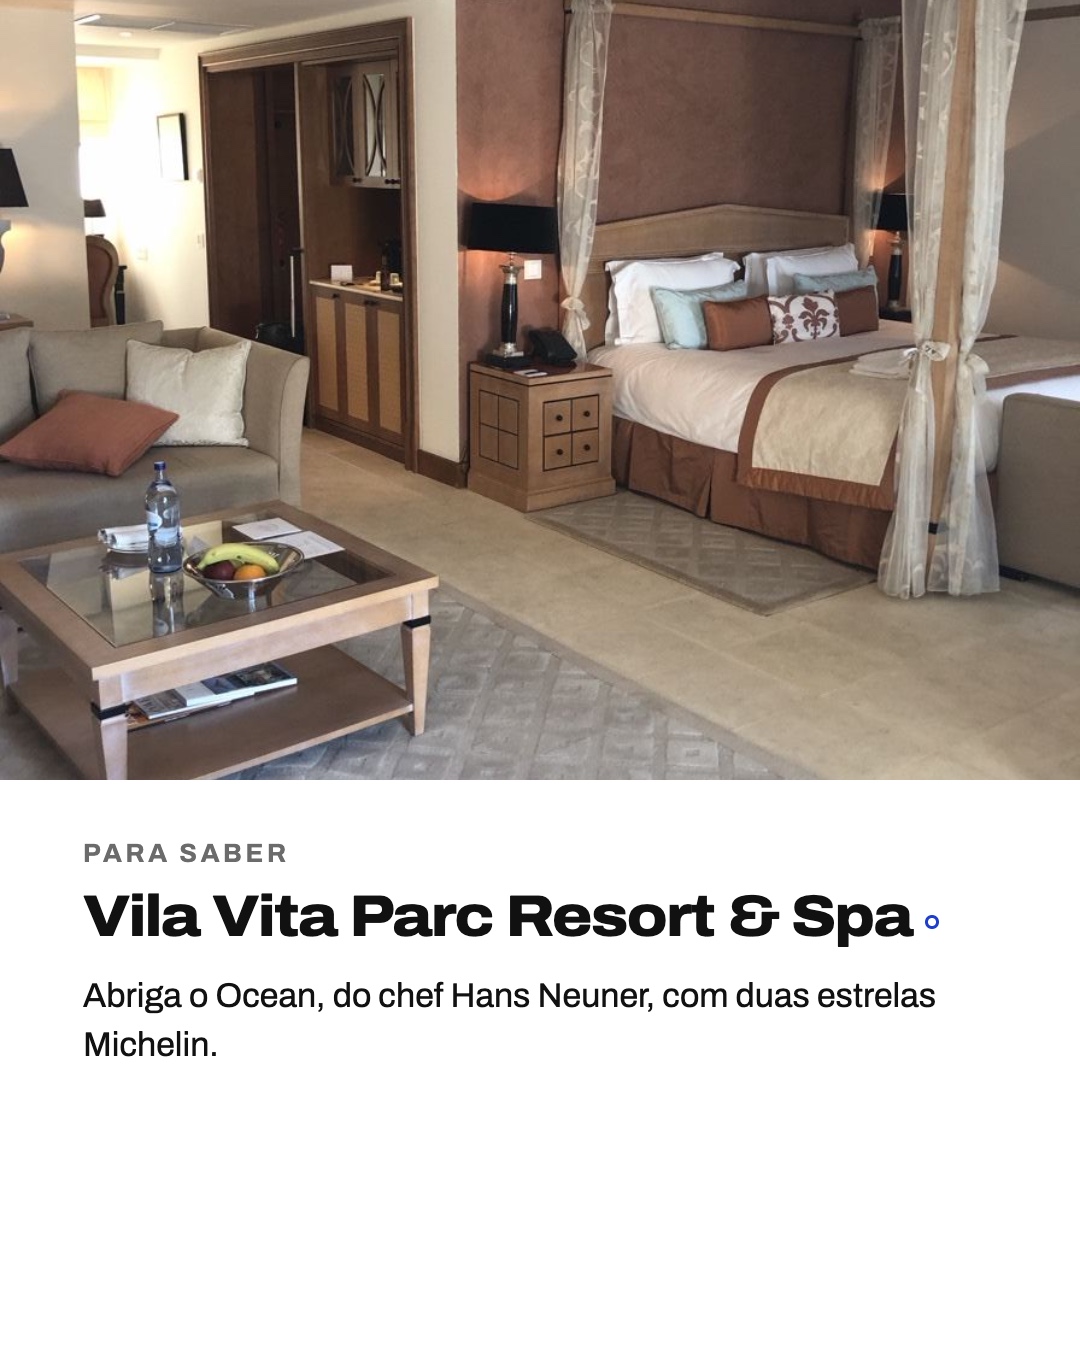 PARA SABER
Vila Vita Parc Resort & Spa
Abriga o Ocean, do chef Hans Neuner, com duas estrelas
Michelin.